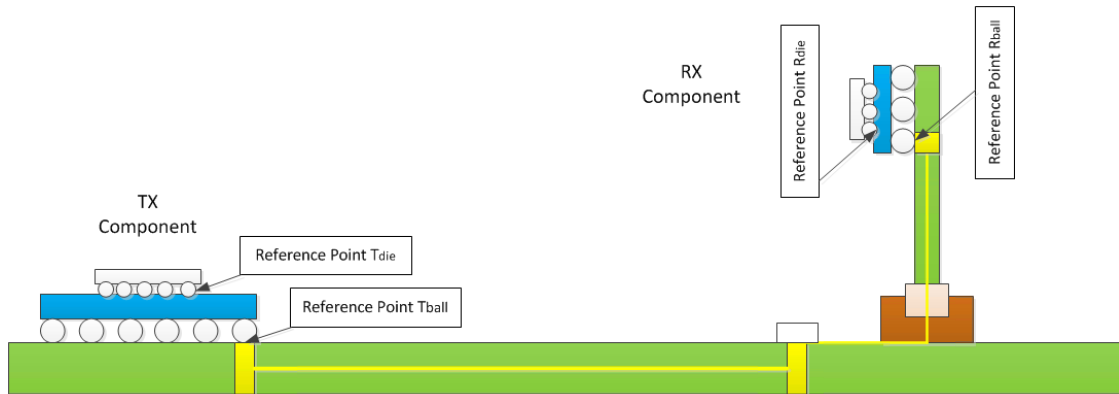 TX
Component
Reference Point Tdie
Reference Point Tball
RX
Component
Reference Point Rdie
Reference Point Rball